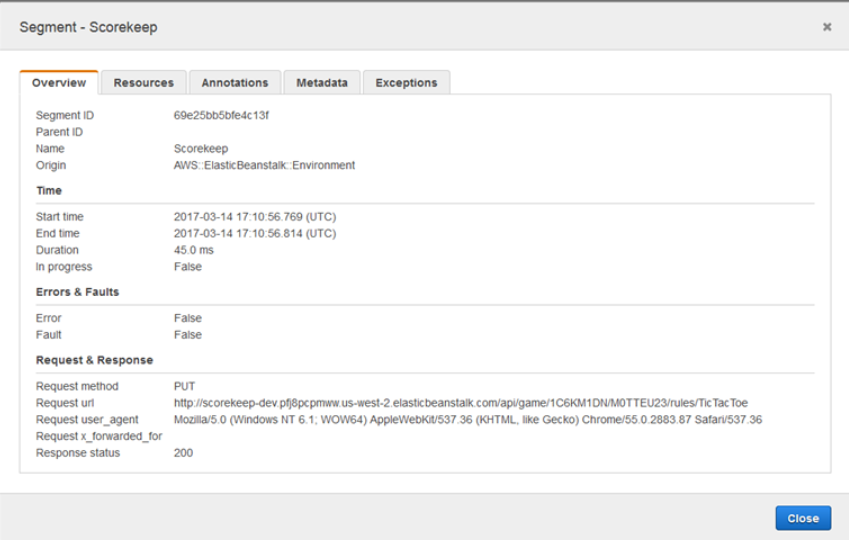 Segment - Scorekeep
×
Overview Resources Annotations Metadata Exceptions
Segment ID 69e25bb5bfe4c13f
Parent ID
Name Scorekeep
Origin AWS::ElasticBeanstalk::Environment
Time
Start time 2017-03-14 17:10:56.769 (UTC)
End time 2017-03-14 17:10:56.814 (UTC)
Duration 45.0 ms
In progress False
Errors & Faults
Error False
Fault False
Request & Response
Request method PUT
Request url http://scorekeep-dev.pfj8pcpmww.us-west-2.elasticbeanstalk.com/api/game/1C6KM1DN/M0TTEU23/rules/TicTacToe
Request user_agent Mozilla/5.0 (Windows NT 6.1; WOW64) AppleWebKit/537.36 (KHTML, like Gecko) Chrome/55.0.2883.87 Safari/537.36
Request x_forwarded_for
Response status 200
Close